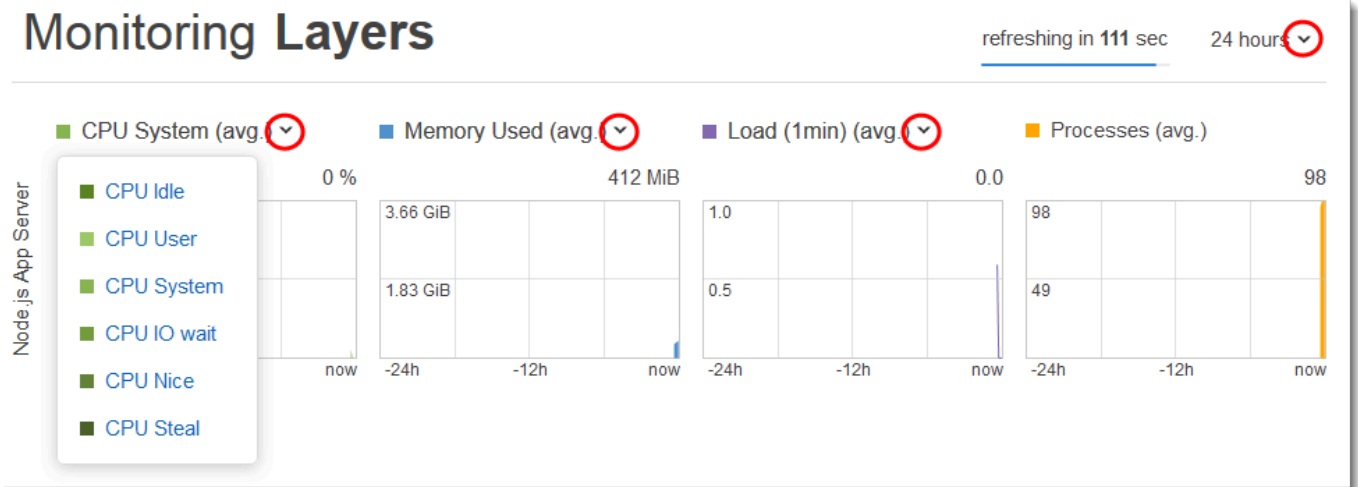 Monitoring Layers
refreshing in 111 sec
24 hours
CPU System (avg.)
Memory Used (avg.)
Load (1min) (avg.)
Processes (avg.)
Node.js App Server
CPU Idle
CPU User
CPU System
CPU IO wait
CPU Nice
CPU Steal
0 %
now
412 MiB
3.66 GiB
1.83 GiB
-24h -12h now
0.0
1.0
0.5
-24h -12h now
98
98
49
-24h -12h now